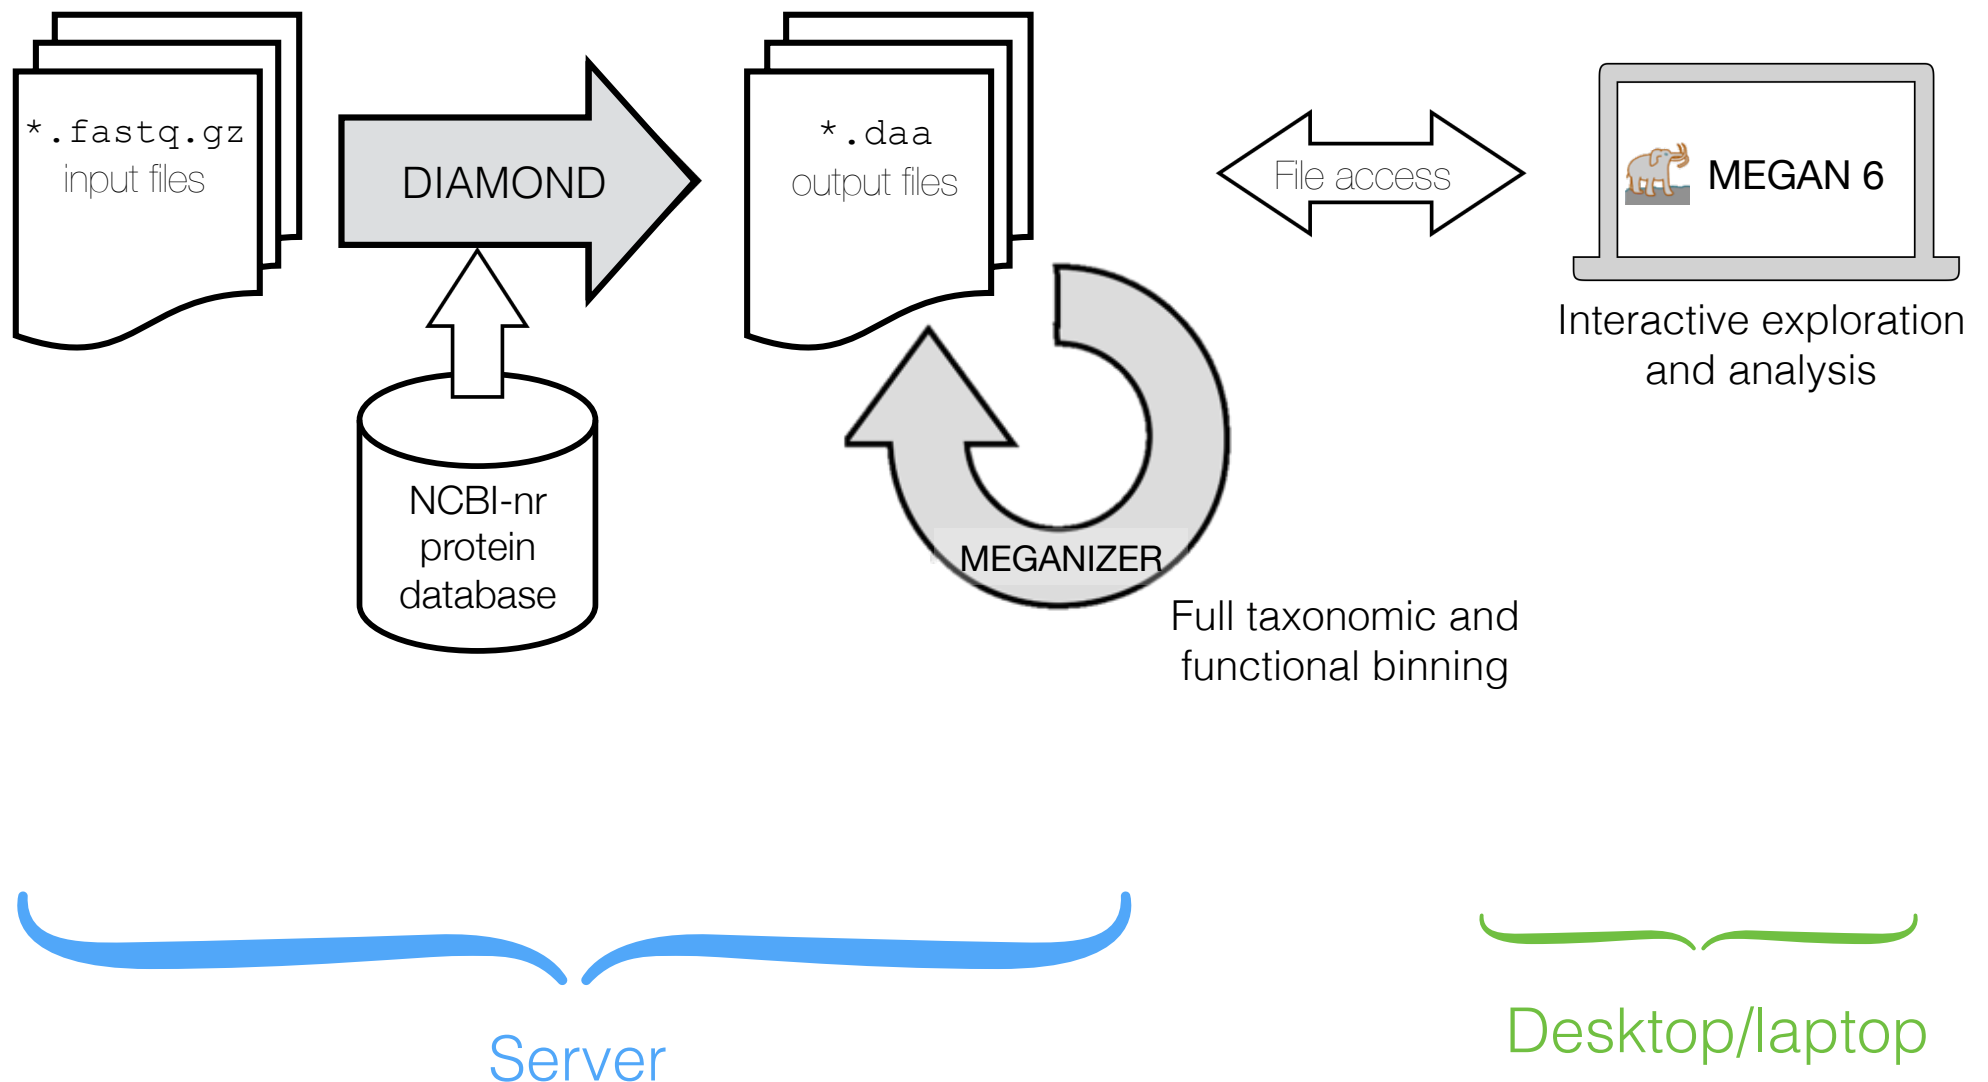 *.fastq.gz
input files
DIAMOND
NCBI-nr
protein
database
*.daa
output files
MEGANIZER
Full taxonomic and
functional binning
File access
MEGAN 6
Interactive exploration
and analysis
Server
Desktop/laptop